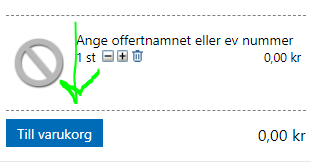 Ange offertnamnet eller ev nummer
1 st 0,00 kr
Till varukorg 0,00 kr